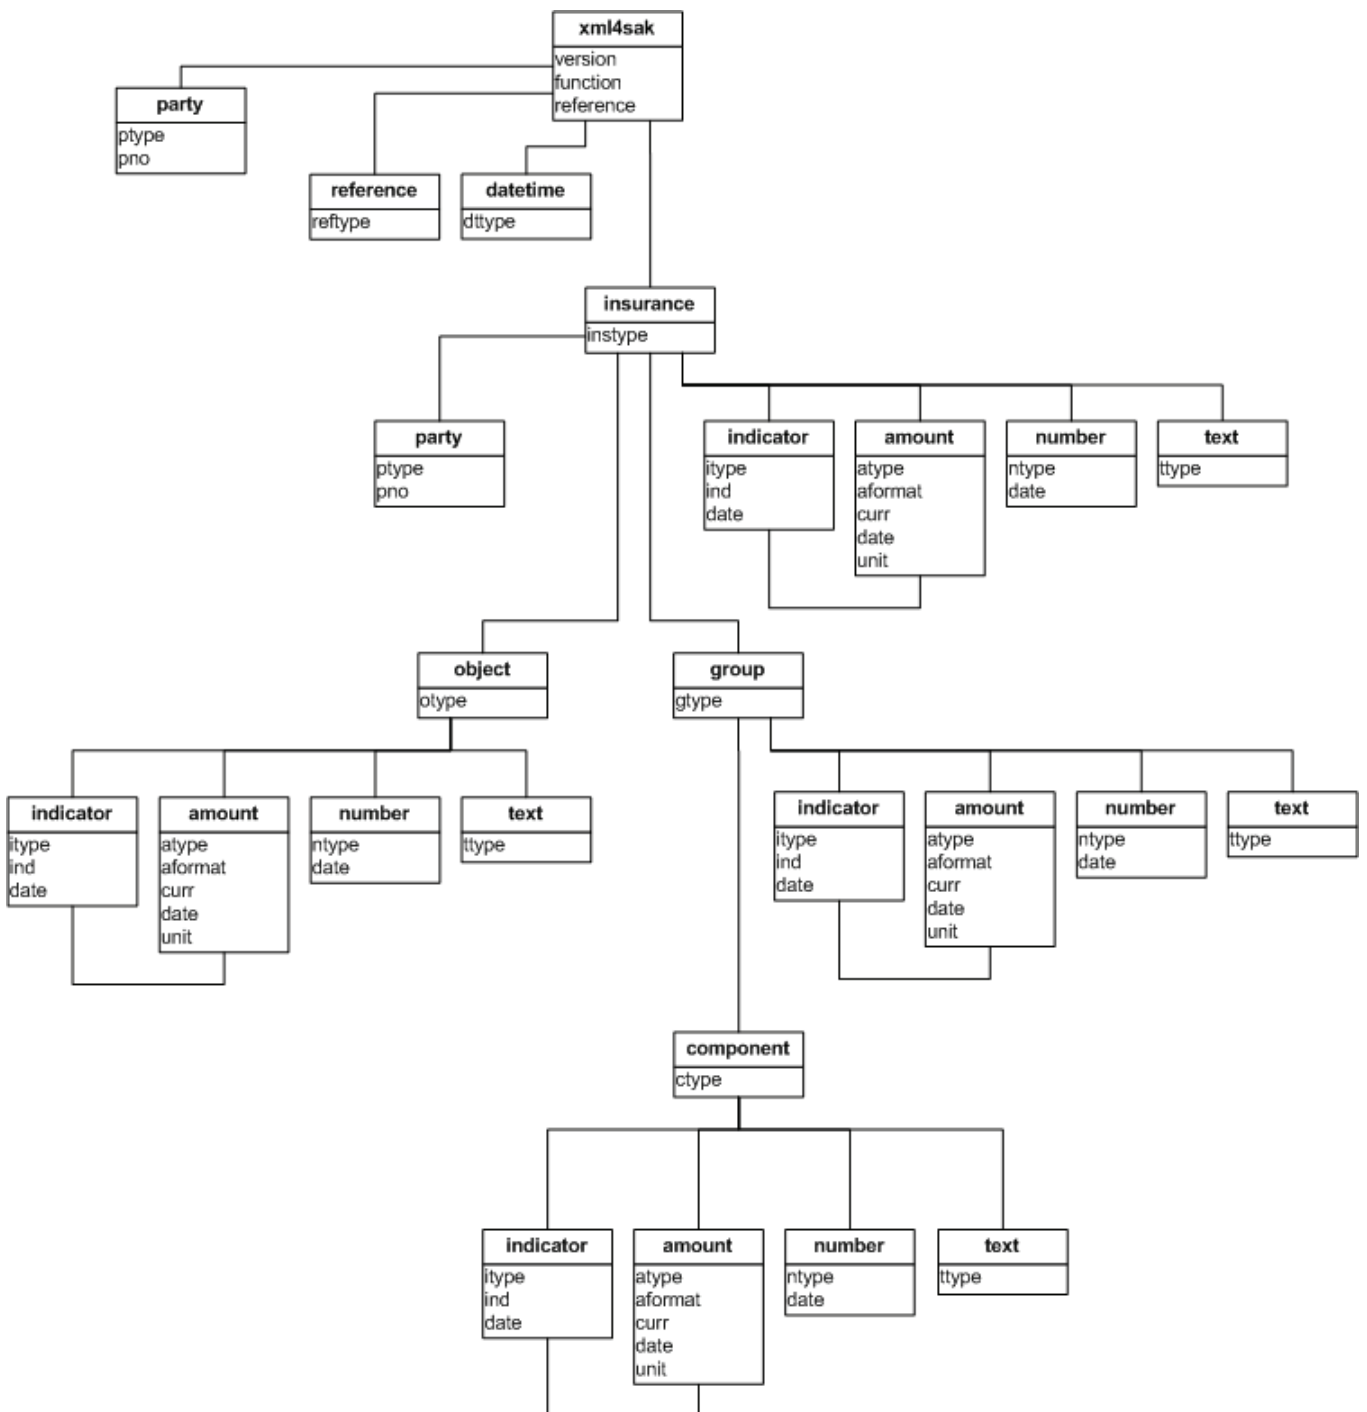 xml4sak
version
function
reference
party
ptype
pno
reference
reftype
datetime
dttype
insurance
instype
party
ptype
pno
indicator
itype
ind
date
amount
atype
aformat
curr
date
unit
number
ntype
date
text
ttype
object
otype
group
gtype
indicator
itype
ind
date
amount
atype
aformat
curr
date
unit
number
ntype
date
text
ttype
indicator
itype
ind
date
amount
atype
aformat
curr
date
unit
number
ntype
date
text
ttype
component
ctype
indicator
itype
ind
date
amount
atype
aformat
curr
date
unit
number
ntype
date
text
ttype